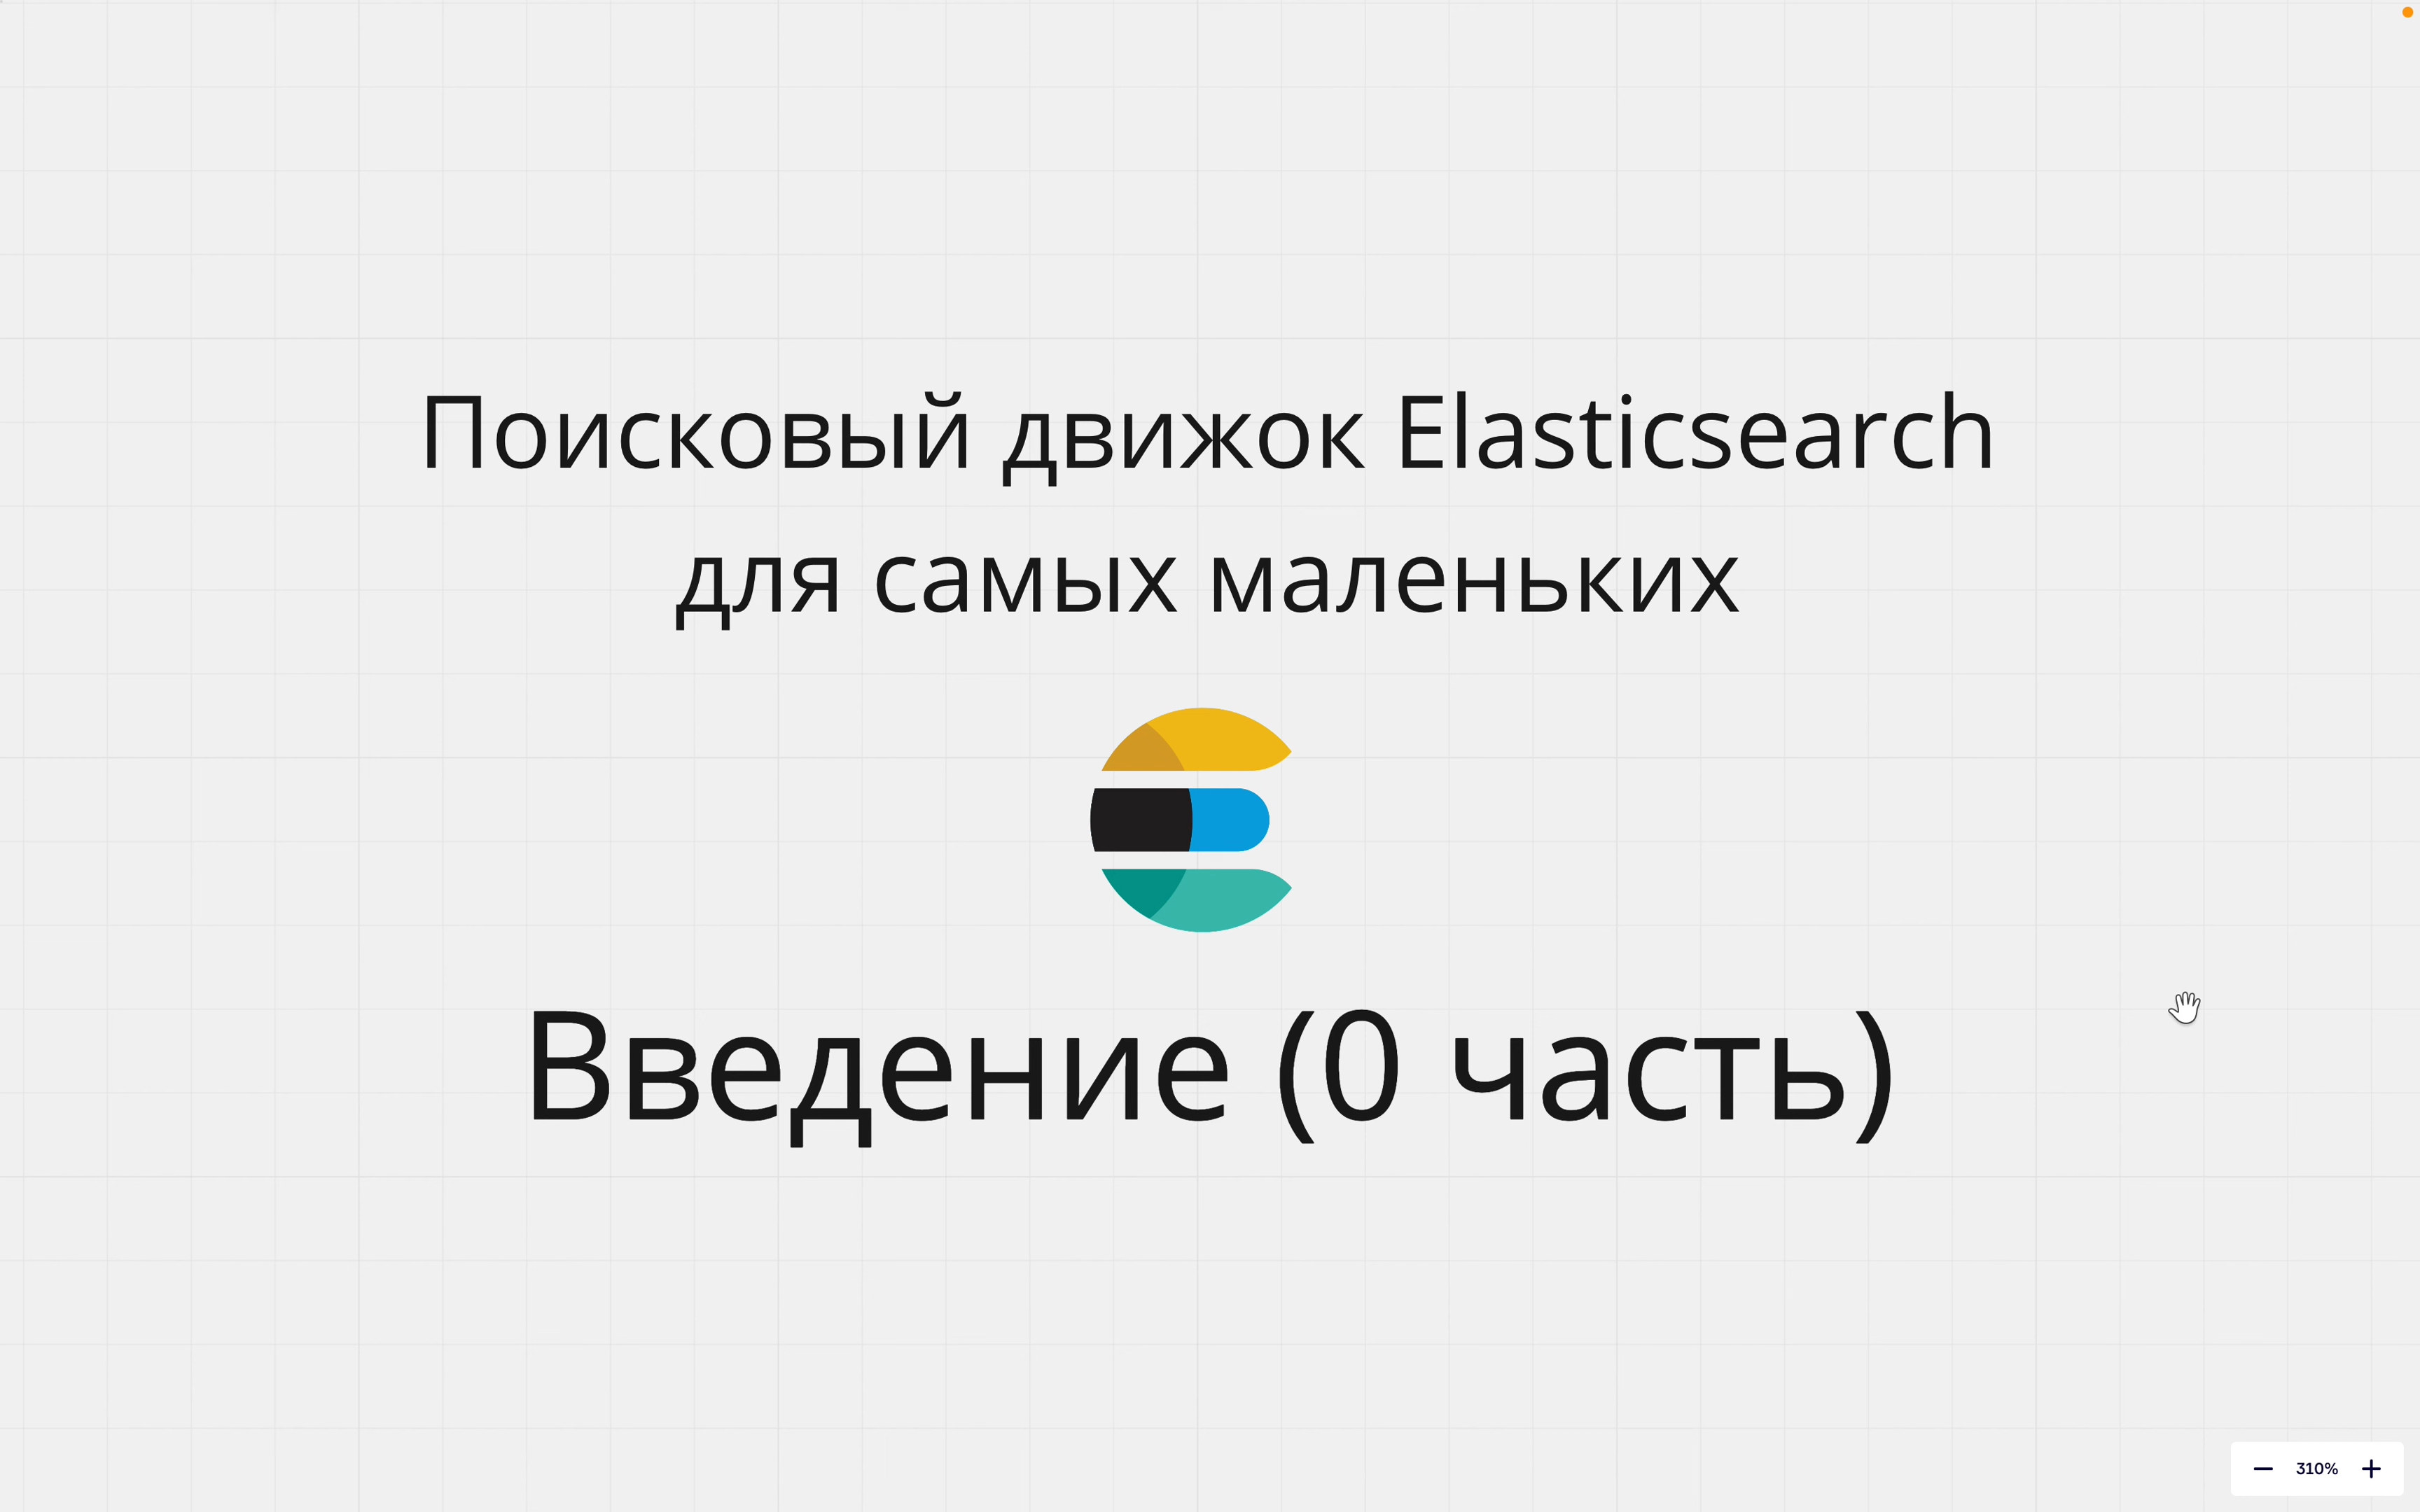 Поисковый движок Elasticsearch
для самых маленьких
Введение (0 часть)
310%